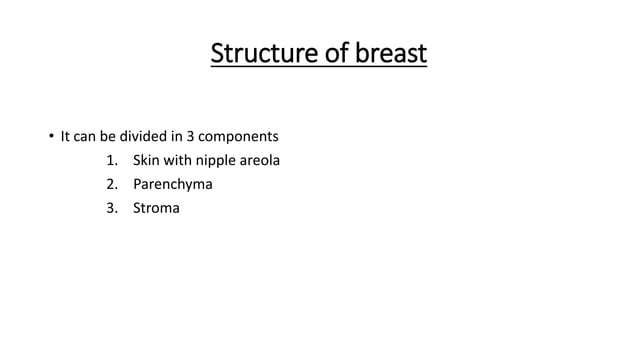 Structure of breast
• It can be divided in 3 components
1. Skin with nipple areola
2. Parenchyma
3. Stroma